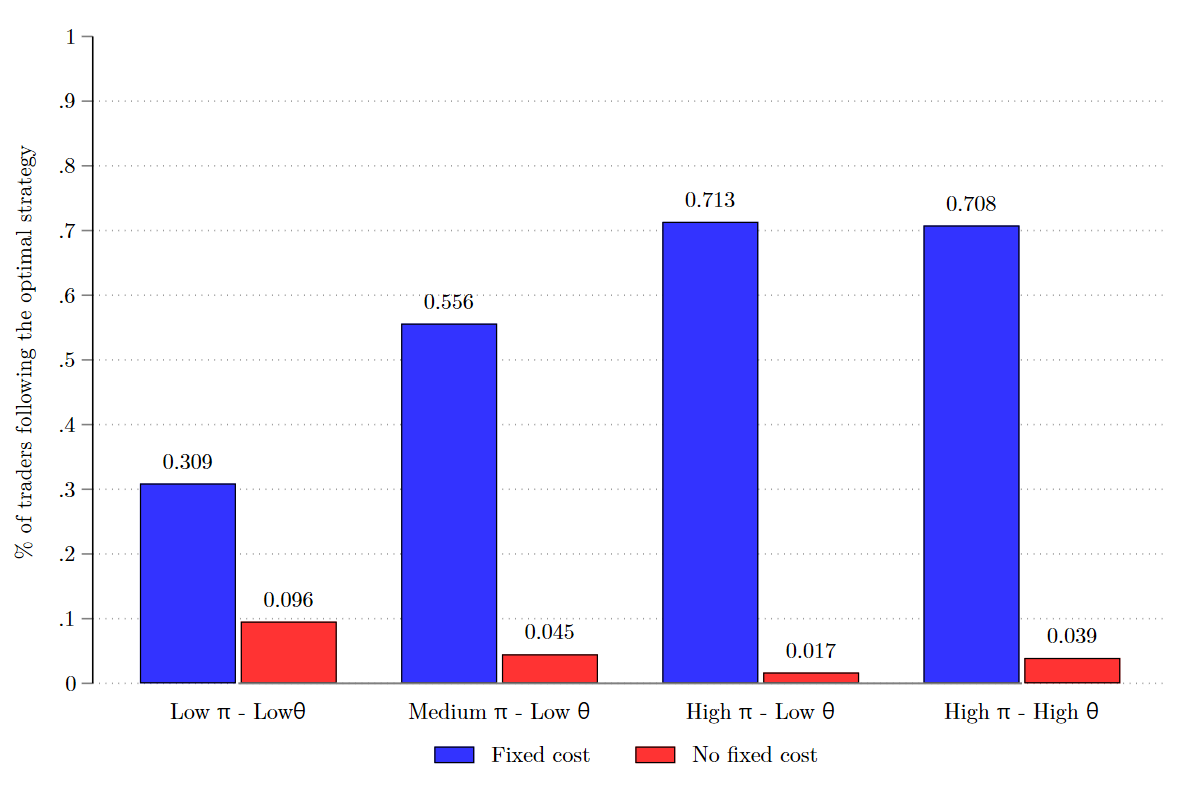 % of traders following the optimal strategy
1
.9
.8
.7
.6
.5
.4
.3
.2
.1
0
0.309
0.096
0.556
0.045
0.713
0.017
0.708
0.039
Low π - Lowθ
Medium π - Low θ
High π - Low θ
High π - High θ
Fixed cost
No fixed cost